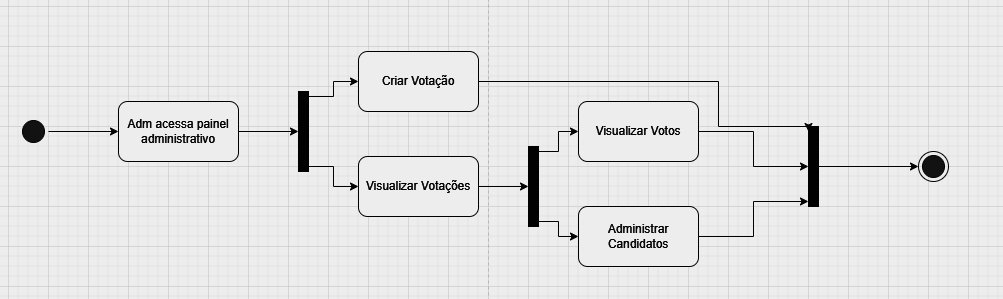 Adm acessa painel
administrativo
Criar Votação
Visualizar Votações
Visualizar Votos
Administrar
Candidatos